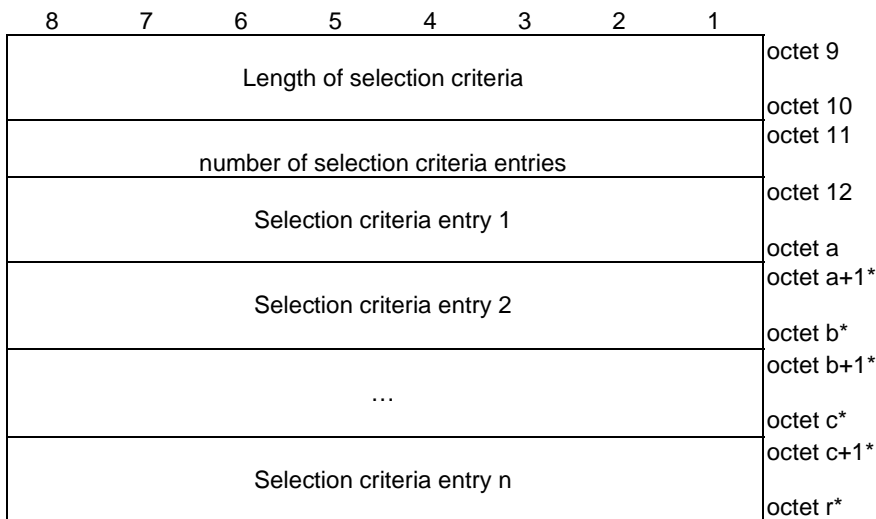 8 7 6 5 4 3 2 1
octet 9
Length of selection criteria
octet 10
octet 11
number of selection criteria entries
octet 12
Selection criteria entry 1
octet a
octet a+1*
Selection criteria entry 2
octet b*
octet b+1*
…
octet c*
octet c+1*
Selection criteria entry n
octet r*